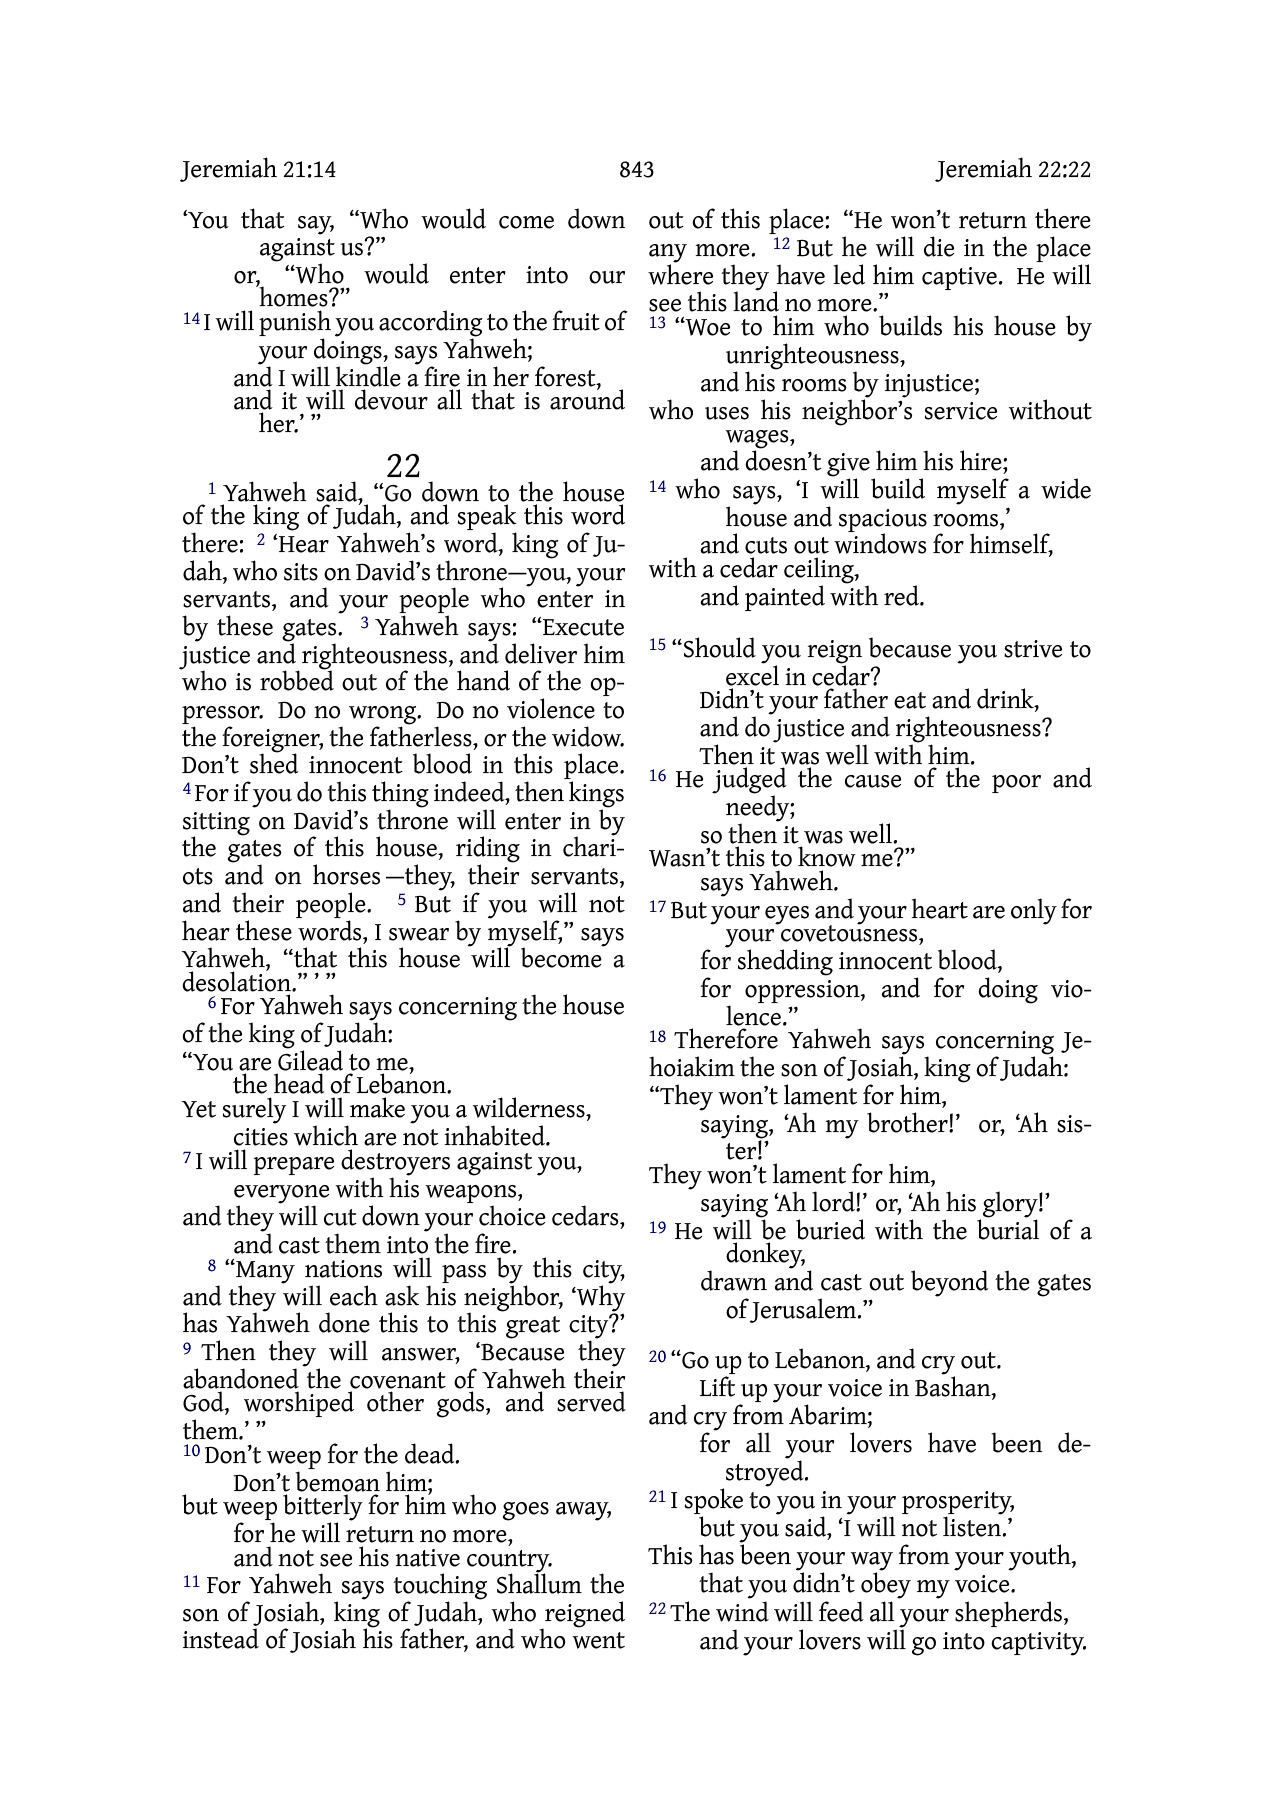 Jeremiah 21:14 843 Jeremiah 22:22
‘You that say, “Who would come down
against us?”
or, “Who would enter into our
homes?”
14 I will punish you according to the fruit of
your doings, says Yahweh;
and I will kindle a fire in her forest,
and it will devour all that is around
her.’ ”
22
1 Yahweh said, “Go down to the house
of the king of Judah, and speak this word
there: 2 ‘Hear Yahweh’s word, king of Ju-
dah, who sits on David’s throne—you, your
servants, and your people who enter in
by these gates. 3 Yahweh says: “Execute
justice and righteousness, and deliver him
who is robbed out of the hand of the op-
pressor. Do no wrong. Do no violence to
the foreigner, the fatherless, or the widow.
Don’t shed innocent blood in this place.
4 For if you do this thing indeed, then kings
sitting on David’s throne will enter in by
the gates of this house, riding in chari-
ots and on horses—they, their servants,
and their people. 5 But if you will not
hear these words, I swear by myself,” says
Yahweh, “that this house will become a
desolation.” ’ ”
6 For Yahweh says concerning the house
of the king of Judah:
“You are Gilead to me,
the head of Lebanon.
Yet surely I will make you a wilderness,
cities which are not inhabited.
7 I will prepare destroyers against you,
everyone with his weapons,
and they will cut down your choice cedars,
and cast them into the fire.
8 “Many nations will pass by this city,
and they will each ask his neighbor, ‘Why
has Yahweh done this to this great city?’
9 Then they will answer, ‘Because they
abandoned the covenant of Yahweh their
God, worshiped other gods, and served
them.’ ”
10 Don’t weep for the dead.
Don’t bemoan him;
but weep bitterly for him who goes away,
for he will return no more,
and not see his native country.
11 For Yahweh says touching Shallum the
son of Josiah, king of Judah, who reigned
instead of Josiah his father, and who went
out of this place: “He won’t return there
any more. 12 But he will die in the place
where they have led him captive. He will
see this land no more.”
13 “Woe to him who builds his house by
unrighteousness,
and his rooms by injustice;
who uses his neighbor’s service without
wages,
and doesn’t give him his hire;
14 who says, ‘I will build myself a wide
house and spacious rooms,’
and cuts out windows for himself,
with a cedar ceiling,
and painted with red.
15 “Should you reign because you strive to
excel in cedar?
Didn’t your father eat and drink,
and do justice and righteousness?
Then it was well with him.
16 He judged the cause of the poor and
needy;
so then it was well.
Wasn’t this to know me?”
says Yahweh.
17 But your eyes and your heart are only for
your covetousness,
for shedding innocent blood,
for oppression, and for doing vio-
lence.”
18 Therefore Yahweh says concerning Je-
hoiakim the son of Josiah, king of Judah:
“They won’t lament for him,
saying, ‘Ah my brother!’ or, ‘Ah sis-
ter!’
They won’t lament for him,
saying ‘Ah lord!’ or, ‘Ah his glory!’
19 He will be buried with the burial of a
donkey,
drawn and cast out beyond the gates
of Jerusalem.”
20 “Go up to Lebanon, and cry out.
Lift up your voice in Bashan,
and cry from Abarim;
for all your lovers have been de-
stroyed.
21 I spoke to you in your prosperity,
but you said, ‘I will not listen.’
This has been your way from your youth,
that you didn’t obey my voice.
22 The wind will feed all your shepherds,
and your lovers will go into captivity.